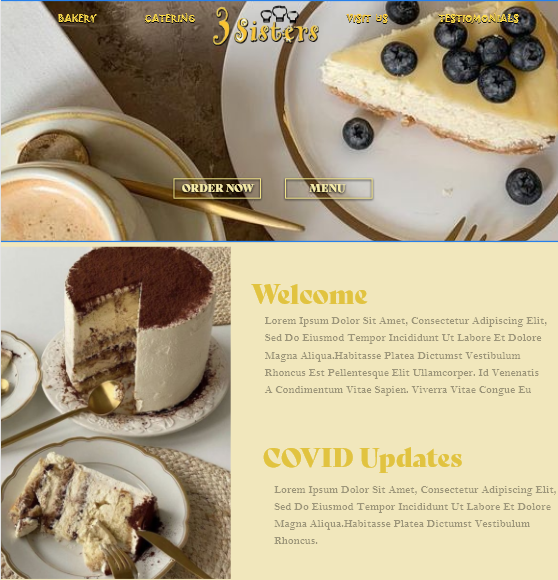 BAKERY CATERING 3 Sisters VISIT US TESTIMONIALS
ORDER NOW MENU
Welcome
Lorem Ipsum Dolor Sit Amet, Consectetur Adipiscing Elit,
Sed Do Eiusmod Tempor Incididunt Ut Labore Et Dolore
Magna Aliqua.Habitasse Platea Dictumst Vestibulum
Rhoncus Est Pellentesque Elit Ullamcorper. Id Venenatis
A Condimentum Vitae Sapien. Viverra Vitae Congue Eu
COVID Updates
Lorem Ipsum Dolor Sit Amet, Consectetur Adipiscing Elit,
Sed Do Eiusmod Tempor Incididunt Ut Labore Et Dolore
Magna Aliqua.Habitasse Platea Dictumst Vestibulum
Rhoncus.